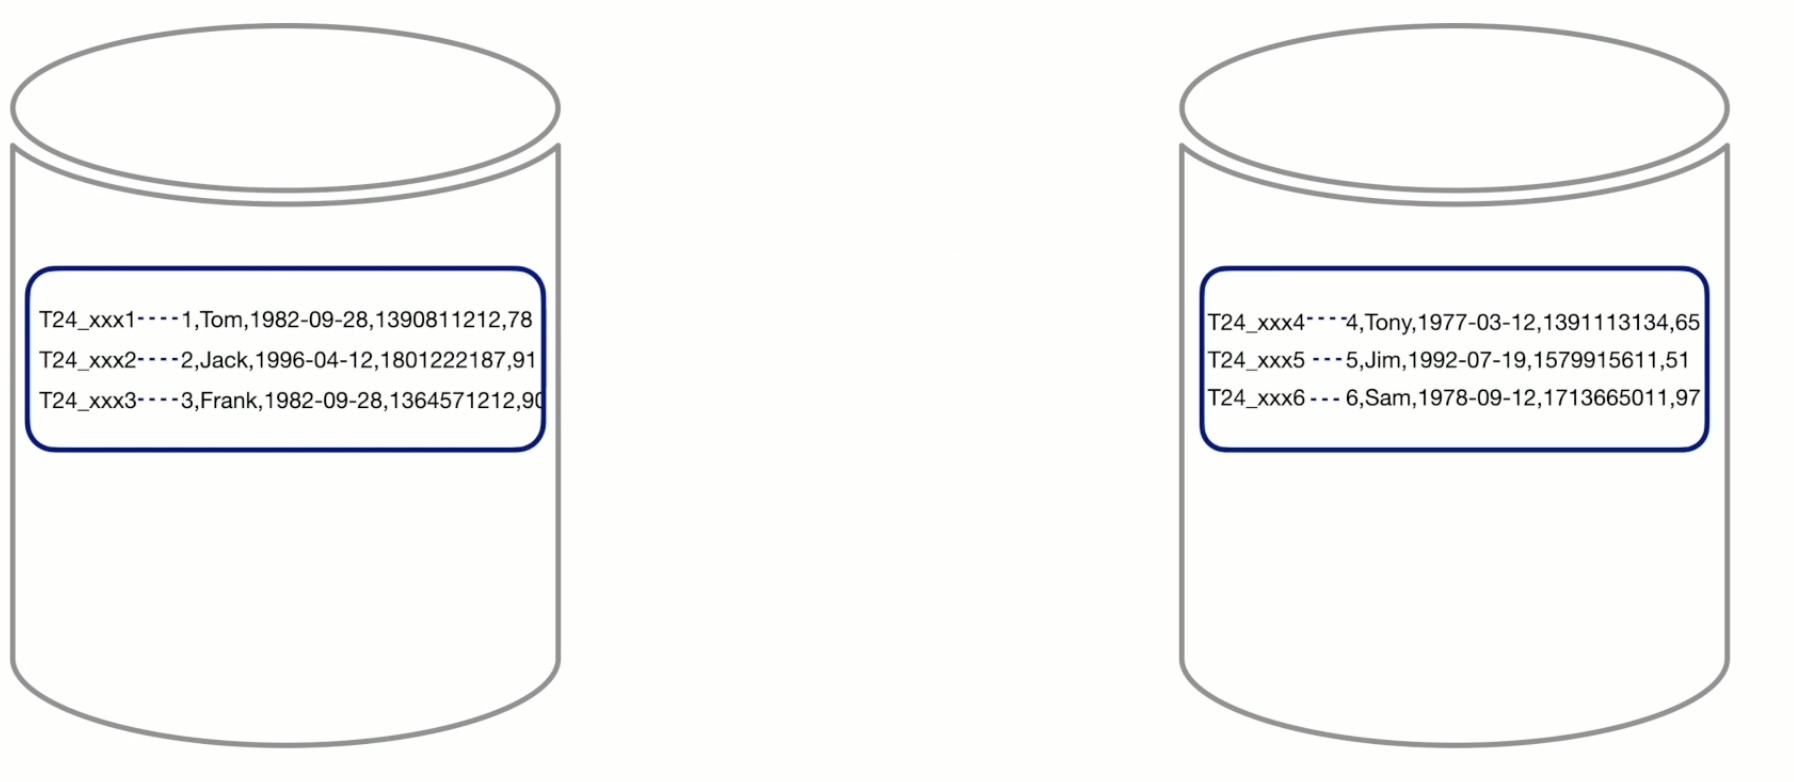 T24_xxx1----1,Tom,1982-09-28,1390811212,78
T24_xxx2----2,Jack,1996-04-12,1801222187,91
T24_xxx3----3,Frank,1982-09-28,1364571212,90
T24_xxx4----4,Tony,1977-03-12,1391113134,65
T24_xxx5 ---5,Jim,1992-07-19,1579915611,51
T24_xxx6 --- 6,Sam,1978-09-12,1713665011,97